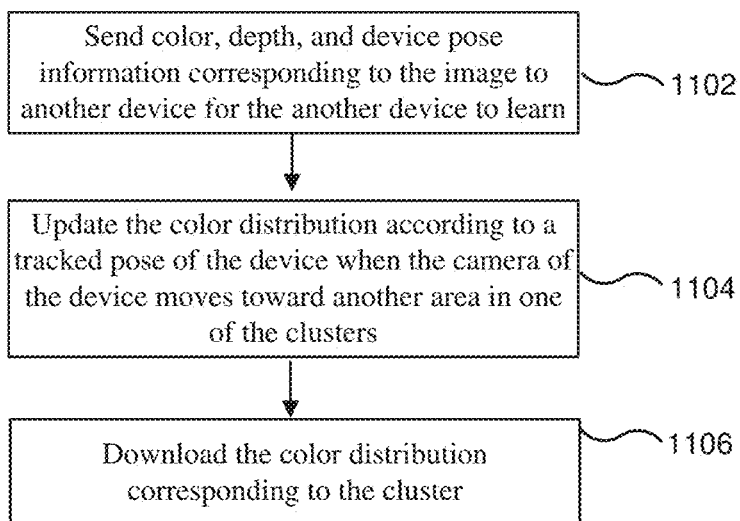 Send color, depth, and device pose
information corresponding to the image to
another device for the another device to learn
1102
Update the color distribution according to a
tracked pose of the device when the camera of
the device moves toward another area in one
of the clusters
1104
Download the color distribution
corresponding to the cluster
1106